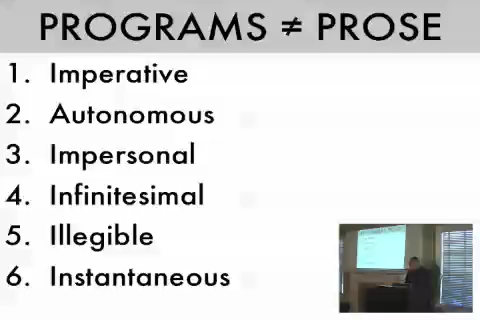 PROGRAMS ≠ PROSE
1. Imperative
2. Autonomous
3. Impersonal
4. Infinitesimal
5. Illegible
6. Instantaneous